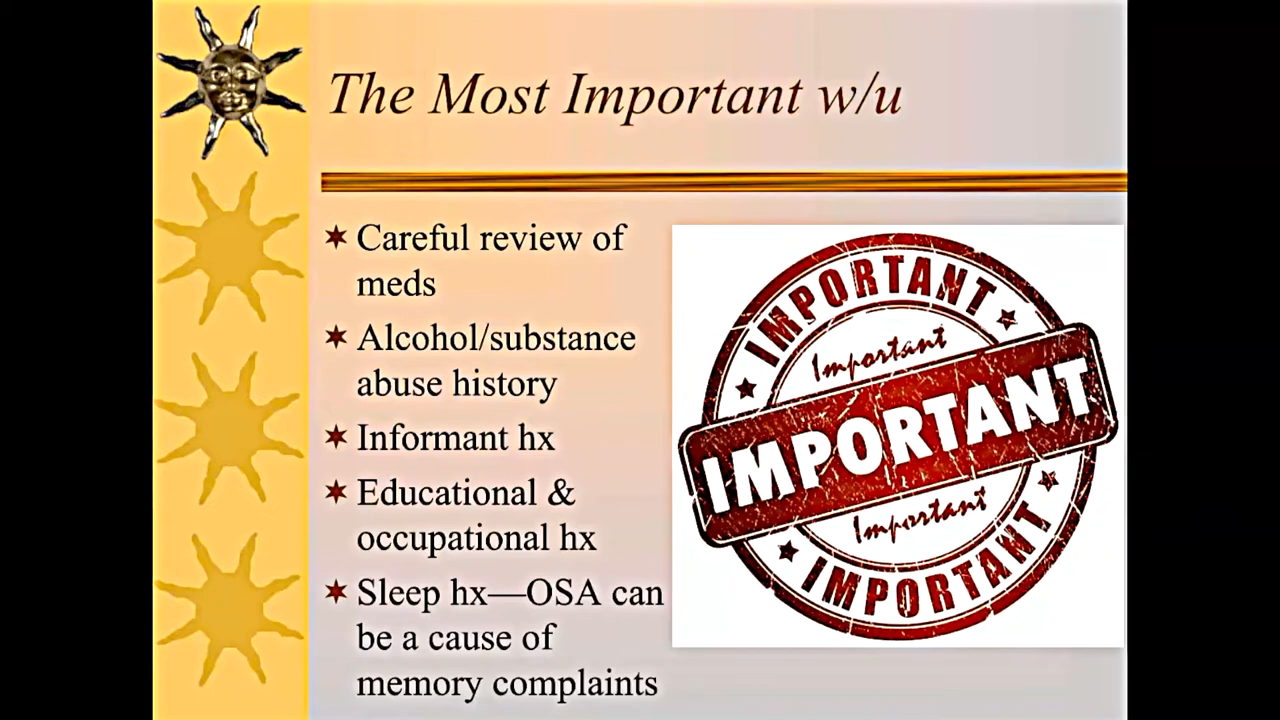 The Most Important w/u
Careful review of
meds
Alcohol/substance
abuse history
Informant hx
Educational &
occupational hx
Sleep hx—OSA can
be a cause of
memory complaints
IMPORTANT
Important
IMPORTANT
Important
IMPORTANT